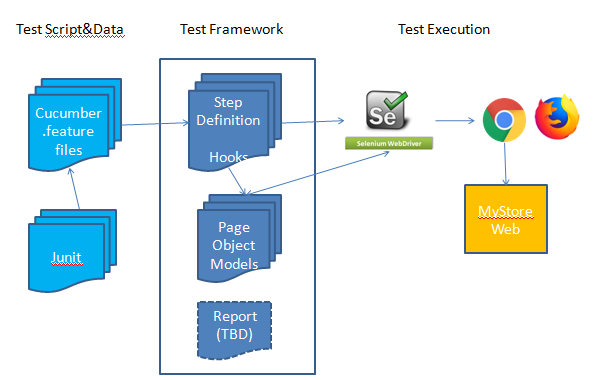 Test Script&Data
Test Framework
Test Execution
Cucumber
.feature
files
Step
Definition
Hooks
Se
Selenium WebDriver
Junit
Page
Object
Models
MyStore
Web
Report
(TBD)